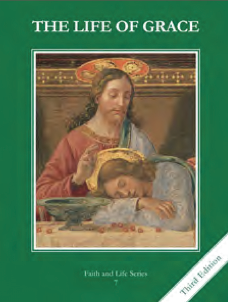 THE LIFE OF GRACE
Faith and Life Series
7
Third Edition